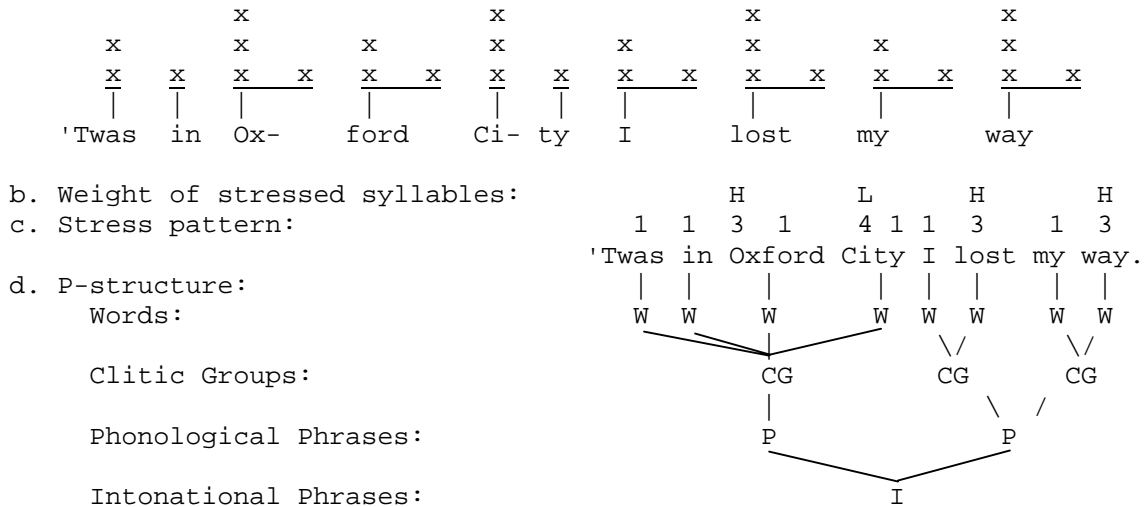 x x x x
x x x x x x x x
x x x x x x x x x x x x x x x x
'Twas in Ox- ford Ci- ty I lost my way
b. Weight of stressed syllables: H L H H
c. Stress pattern: 1 1 3 1 4 1 1 3 1 3
'Twas in Oxford City I lost my way.
d. P-structure:
Words: W W W W W W W W
Clitic Groups: CG CG CG
Phonological Phrases: P P
Intonational Phrases: I